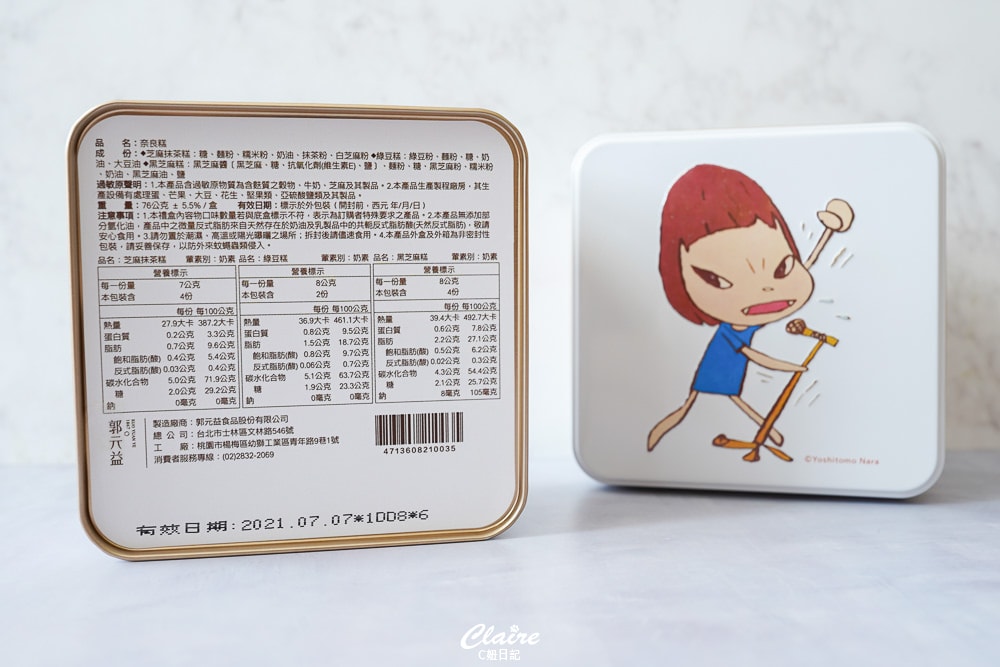 品　　名：奈良糕
成　　份：◆芝麻抹茶糕：糖、麵粉、糯米粉、奶油、抹茶粉、白芝麻粉◆綠豆糕：綠豆粉，麵粉、糖、奶
油、大豆油◆黑芝麻糕：黑芝麻醬〔黑芝麻、糖、抗氧化劑(維生素E)、鹽〕、麵粉、糖、黑芝麻粉、糯米粉
、奶油、黑芝麻油、鹽
過敏原聲明：1.本產品含過敏原物質為含麩質之穀物，牛奶、芝麻及其製品。2.本產品生產製程廠房，其生
產設備有處理蛋、芒果、大豆、花生、堅果類、亞硫酸鹽類及其製品。
重　　量：76公克 ± 5.5% / 盒　　有效日期：標示於外包裝（開封前，西元 年/月/日）
注意事項：1.本禮盒內容物口味數量若與底盒標示不符，表示為訂購者特殊要求之產品。2.本產品無添加部
分氫化油，產品中之微量反式脂肪來自天然存在於奶油及乳製品中的共軛反式脂肪酸(天然反式脂肪)，敬請
安心食用。3.請勿置於潮濕、高溫或陽光曝曬之場所；拆封後請儘速食用。4.本產品外盒及外箱為非密封性
包裝，請妥善保存，以防外來蚊蠅蟲類侵入。
品名：芝麻抹茶糕　葷素別：奶素
營養標示
每一份量　7公克
本包裝含　4份
每份　每100公克
熱量　27.9大卡　387.2大卡
蛋白質　0.2公克　3.3公克
脂肪　0.7公克　9.6公克
飽和脂肪(酸)　0.4公克　5.4公克
反式脂肪(酸)　0.03公克　0.4公克
碳水化合物　5.0公克　71.9公克
糖　2.0公克　29.2公克
鈉　0毫克　0毫克
品名：綠豆糕　葷素別：奶素
營養標示
每一份量　8公克
本包裝含　2份
每份　每100公克
熱量　36.9大卡　461.1大卡
蛋白質　0.8公克　9.5公克
脂肪　1.5公克　18.7公克
飽和脂肪(酸)　0.8公克　9.7公克
反式脂肪(酸)　0.06公克　0.7公克
碳水化合物　5.1公克　63.7公克
糖　1.9公克　23.3公克
鈉　0毫克　0毫克
品名：黑芝麻糕　葷素別：奶素
營養標示
每一份量　8公克
本包裝含　4份
每份　每100公克
熱量　39.4大卡　492.7大卡
蛋白質　0.6公克　7.8公克
脂肪　2.2公克　27.1公克
飽和脂肪(酸)　0.5公克　6.2公克
反式脂肪(酸)　0.02公克　0.3公克
碳水化合物　4.3公克　54.4公克
糖　2.1公克　25.7公克
鈉　8毫克　105毫克
郭元益
KUO YUAN YE
1867
製造廠商：郭元益食品股份有限公司
總 公 司：台北市士林區文林路546號
工　　廠：桃園市楊梅區幼獅工業區青年路9巷1號
消費者服務專線：(02)2832-2069
4713608210035
有效日期:2021.07.07*1DD8*6
©Yoshitomo Nara
Claire
C級日記